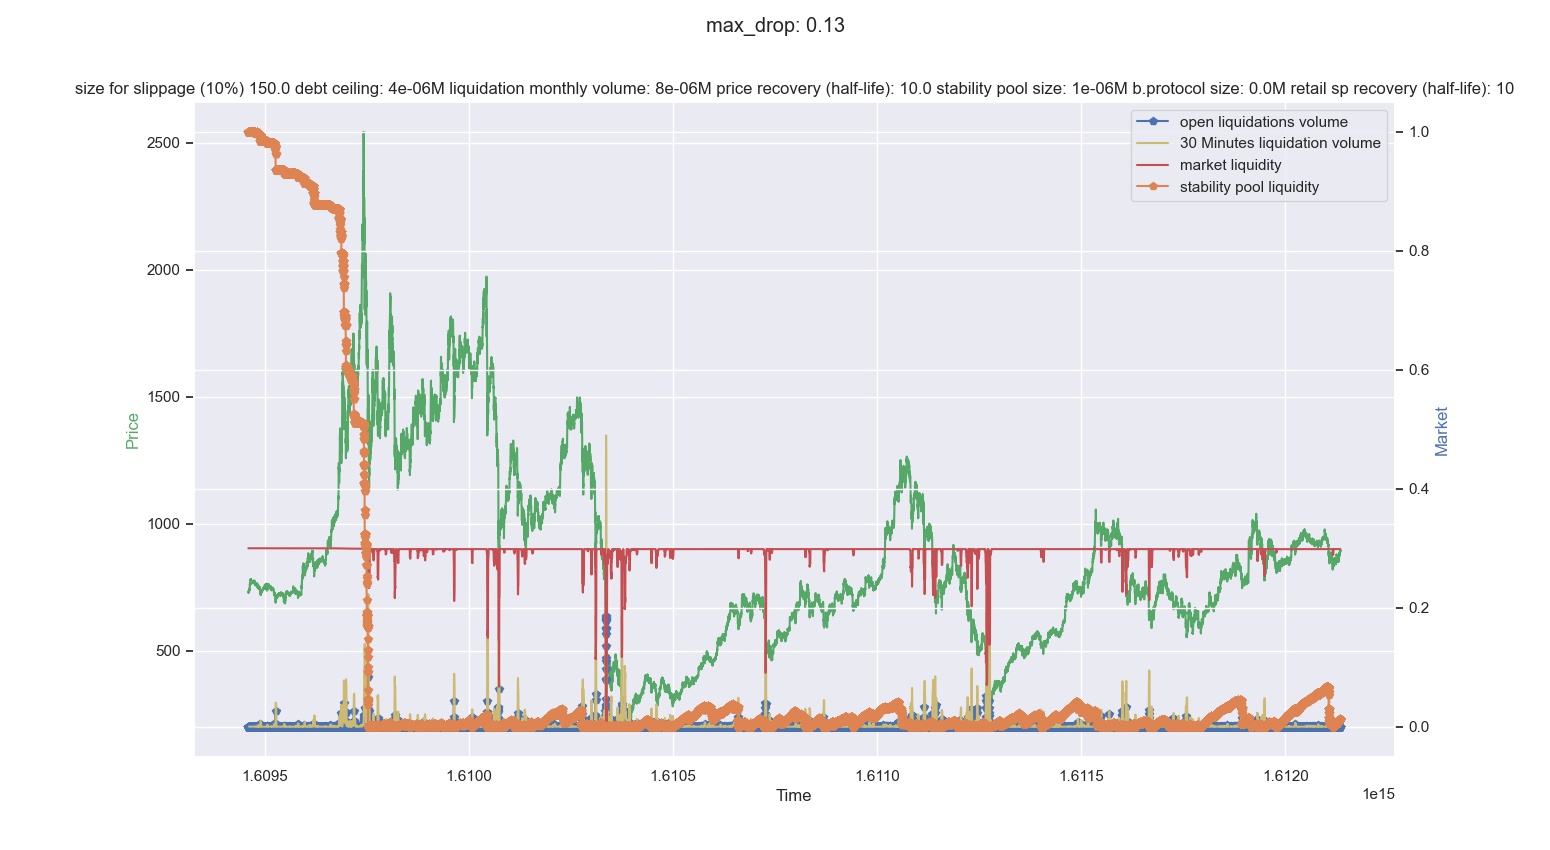 max_drop: 0.13
size for slippage (10%) 150.0 debt ceiling: 4e-06M liquidation monthly volume: 8e-06M price recovery (half-life): 10.0 stability pool size: 1e-06M b.protocol size: 0.0M retail sp recovery (half-life): 10
open liquidations volume
30 Minutes liquidation volume
market liquidity
stability pool liquidity
2500
2000
1500
1000
500
Price
1.0
0.8
0.6
0.4
0.2
0.0
Market
1.6095
1.6100
1.6105
1.6110
1.6115
1.6120
1e15
Time